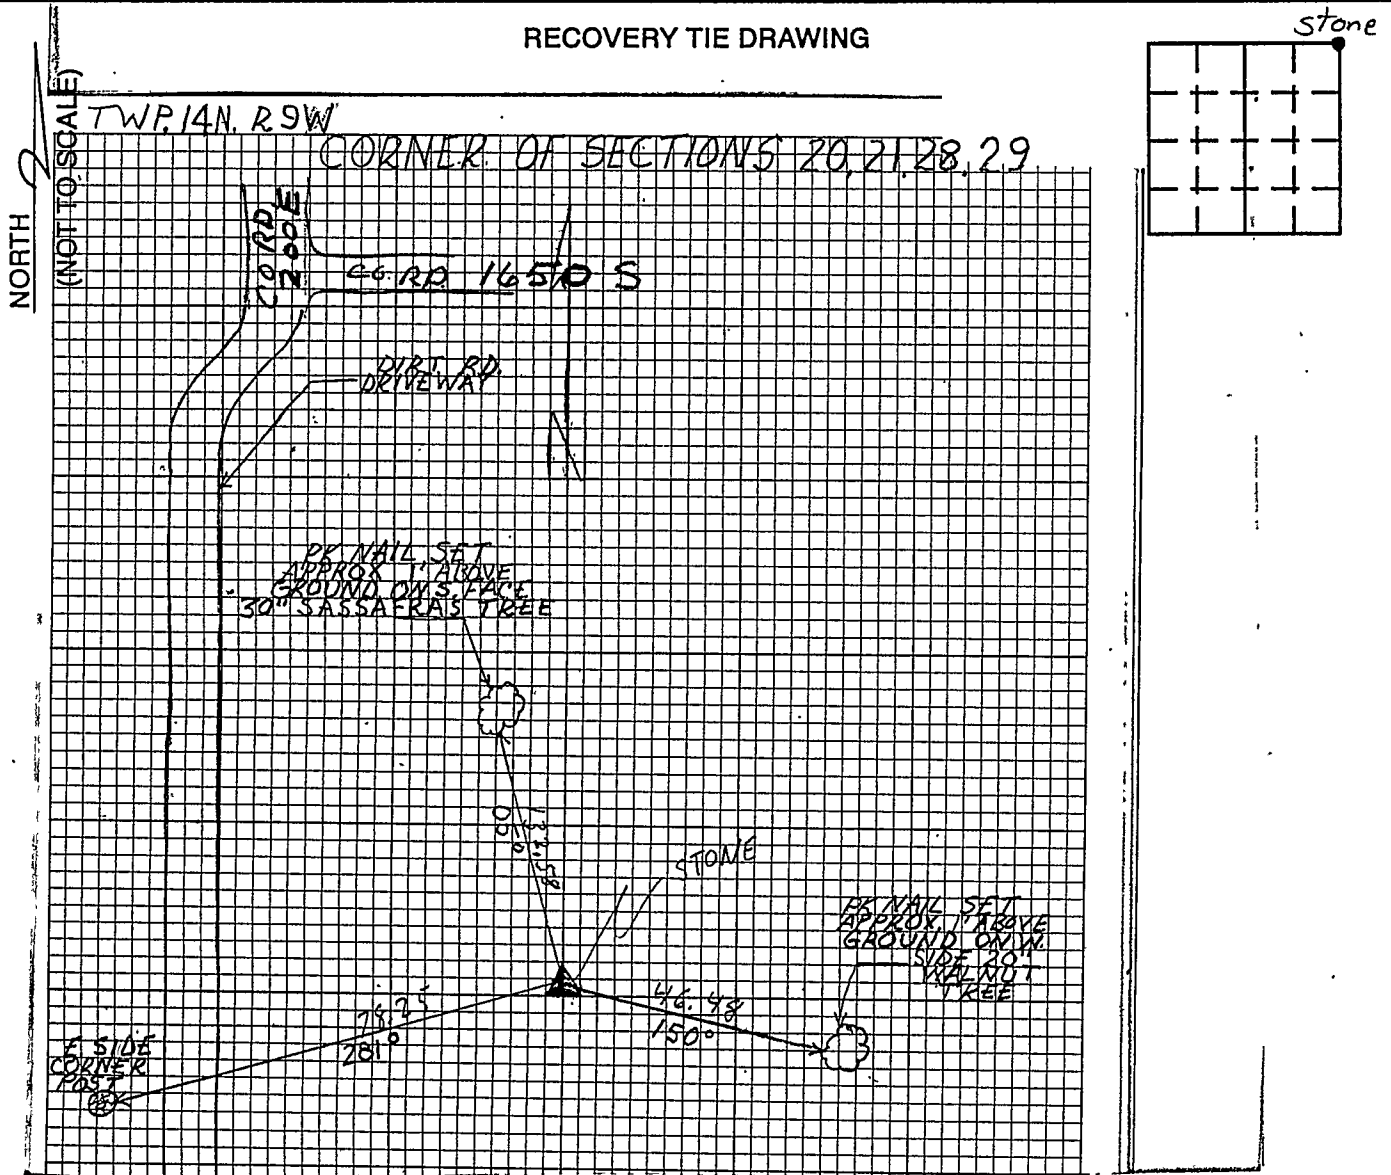 RECOVERY TIE DRAWING
stone
NORTH
(NOT TO SCALE)
TWP. 14N. R9W
CORNER OF SECTIONS 20,21,28,29
CO RD
200E
CO. RD. 1650 S
DIRT RD.
DRIVEWAY
PK NAIL SET
APPROX 1' ABOVE
GROUND ON S. FACE
30" SASSAFRAS TREE
STONE
PK NAIL SET
APPROX 1' ABOVE
GROUND ON W.
SIDE 20"
WALNUT
TREE
46.48
150°
78.25
281°
E SIDE
CORNER
POST